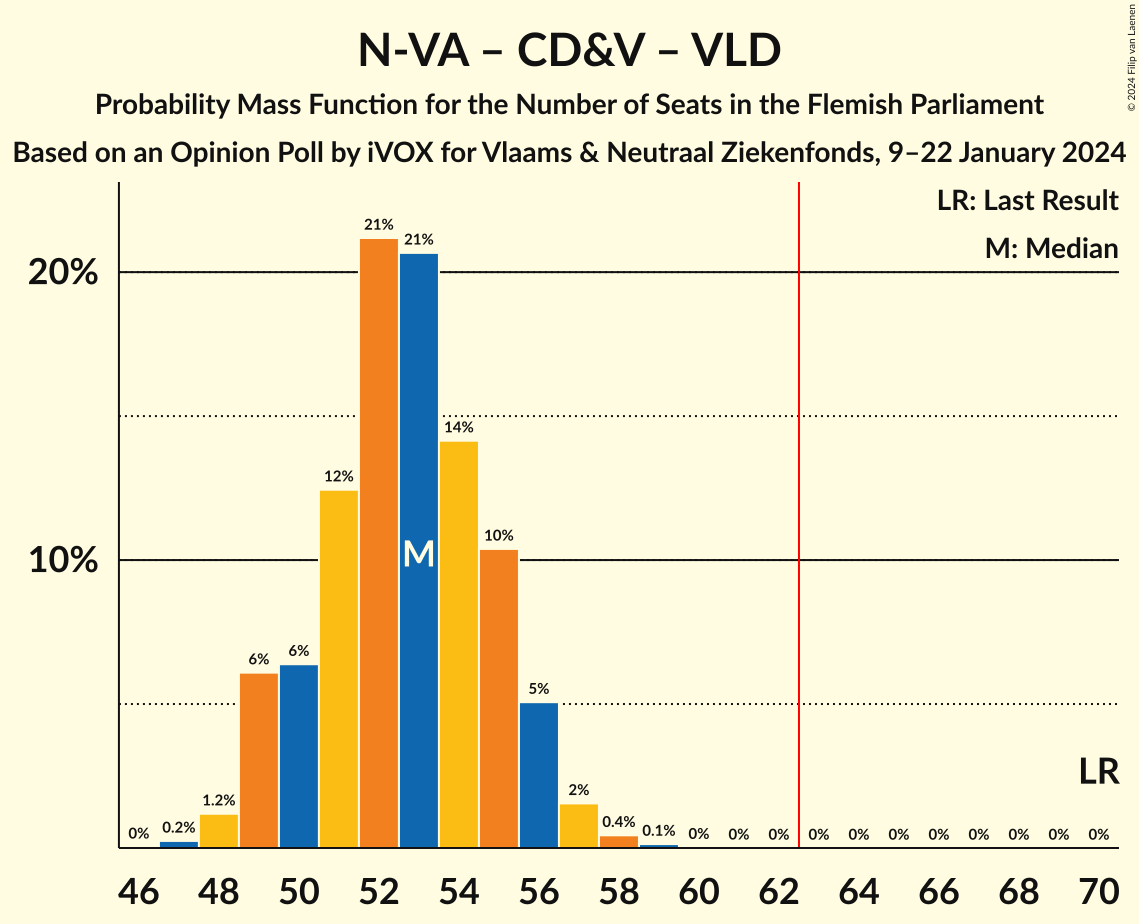 © 2024 Filip van Laenen
N-VA – CD&V – VLD
Probability Mass Function for the Number of Seats in the Flemish Parliament
Based on an Opinion Poll by iVOX for Vlaams & Neutraal Ziekenfonds, 9–22 January 2024
LR: Last Result
M: Median
20%
10%
0% 0.2% 1.2% 6% 6% 12% 21% 21% 14% 10% 5% 2% 0.4% 0.1% 0% 0% 0% 0% 0% 0% 0% 0% 0% 0% 0%
M
LR
46 48 50 52 54 56 58 60 62 64 66 68 70